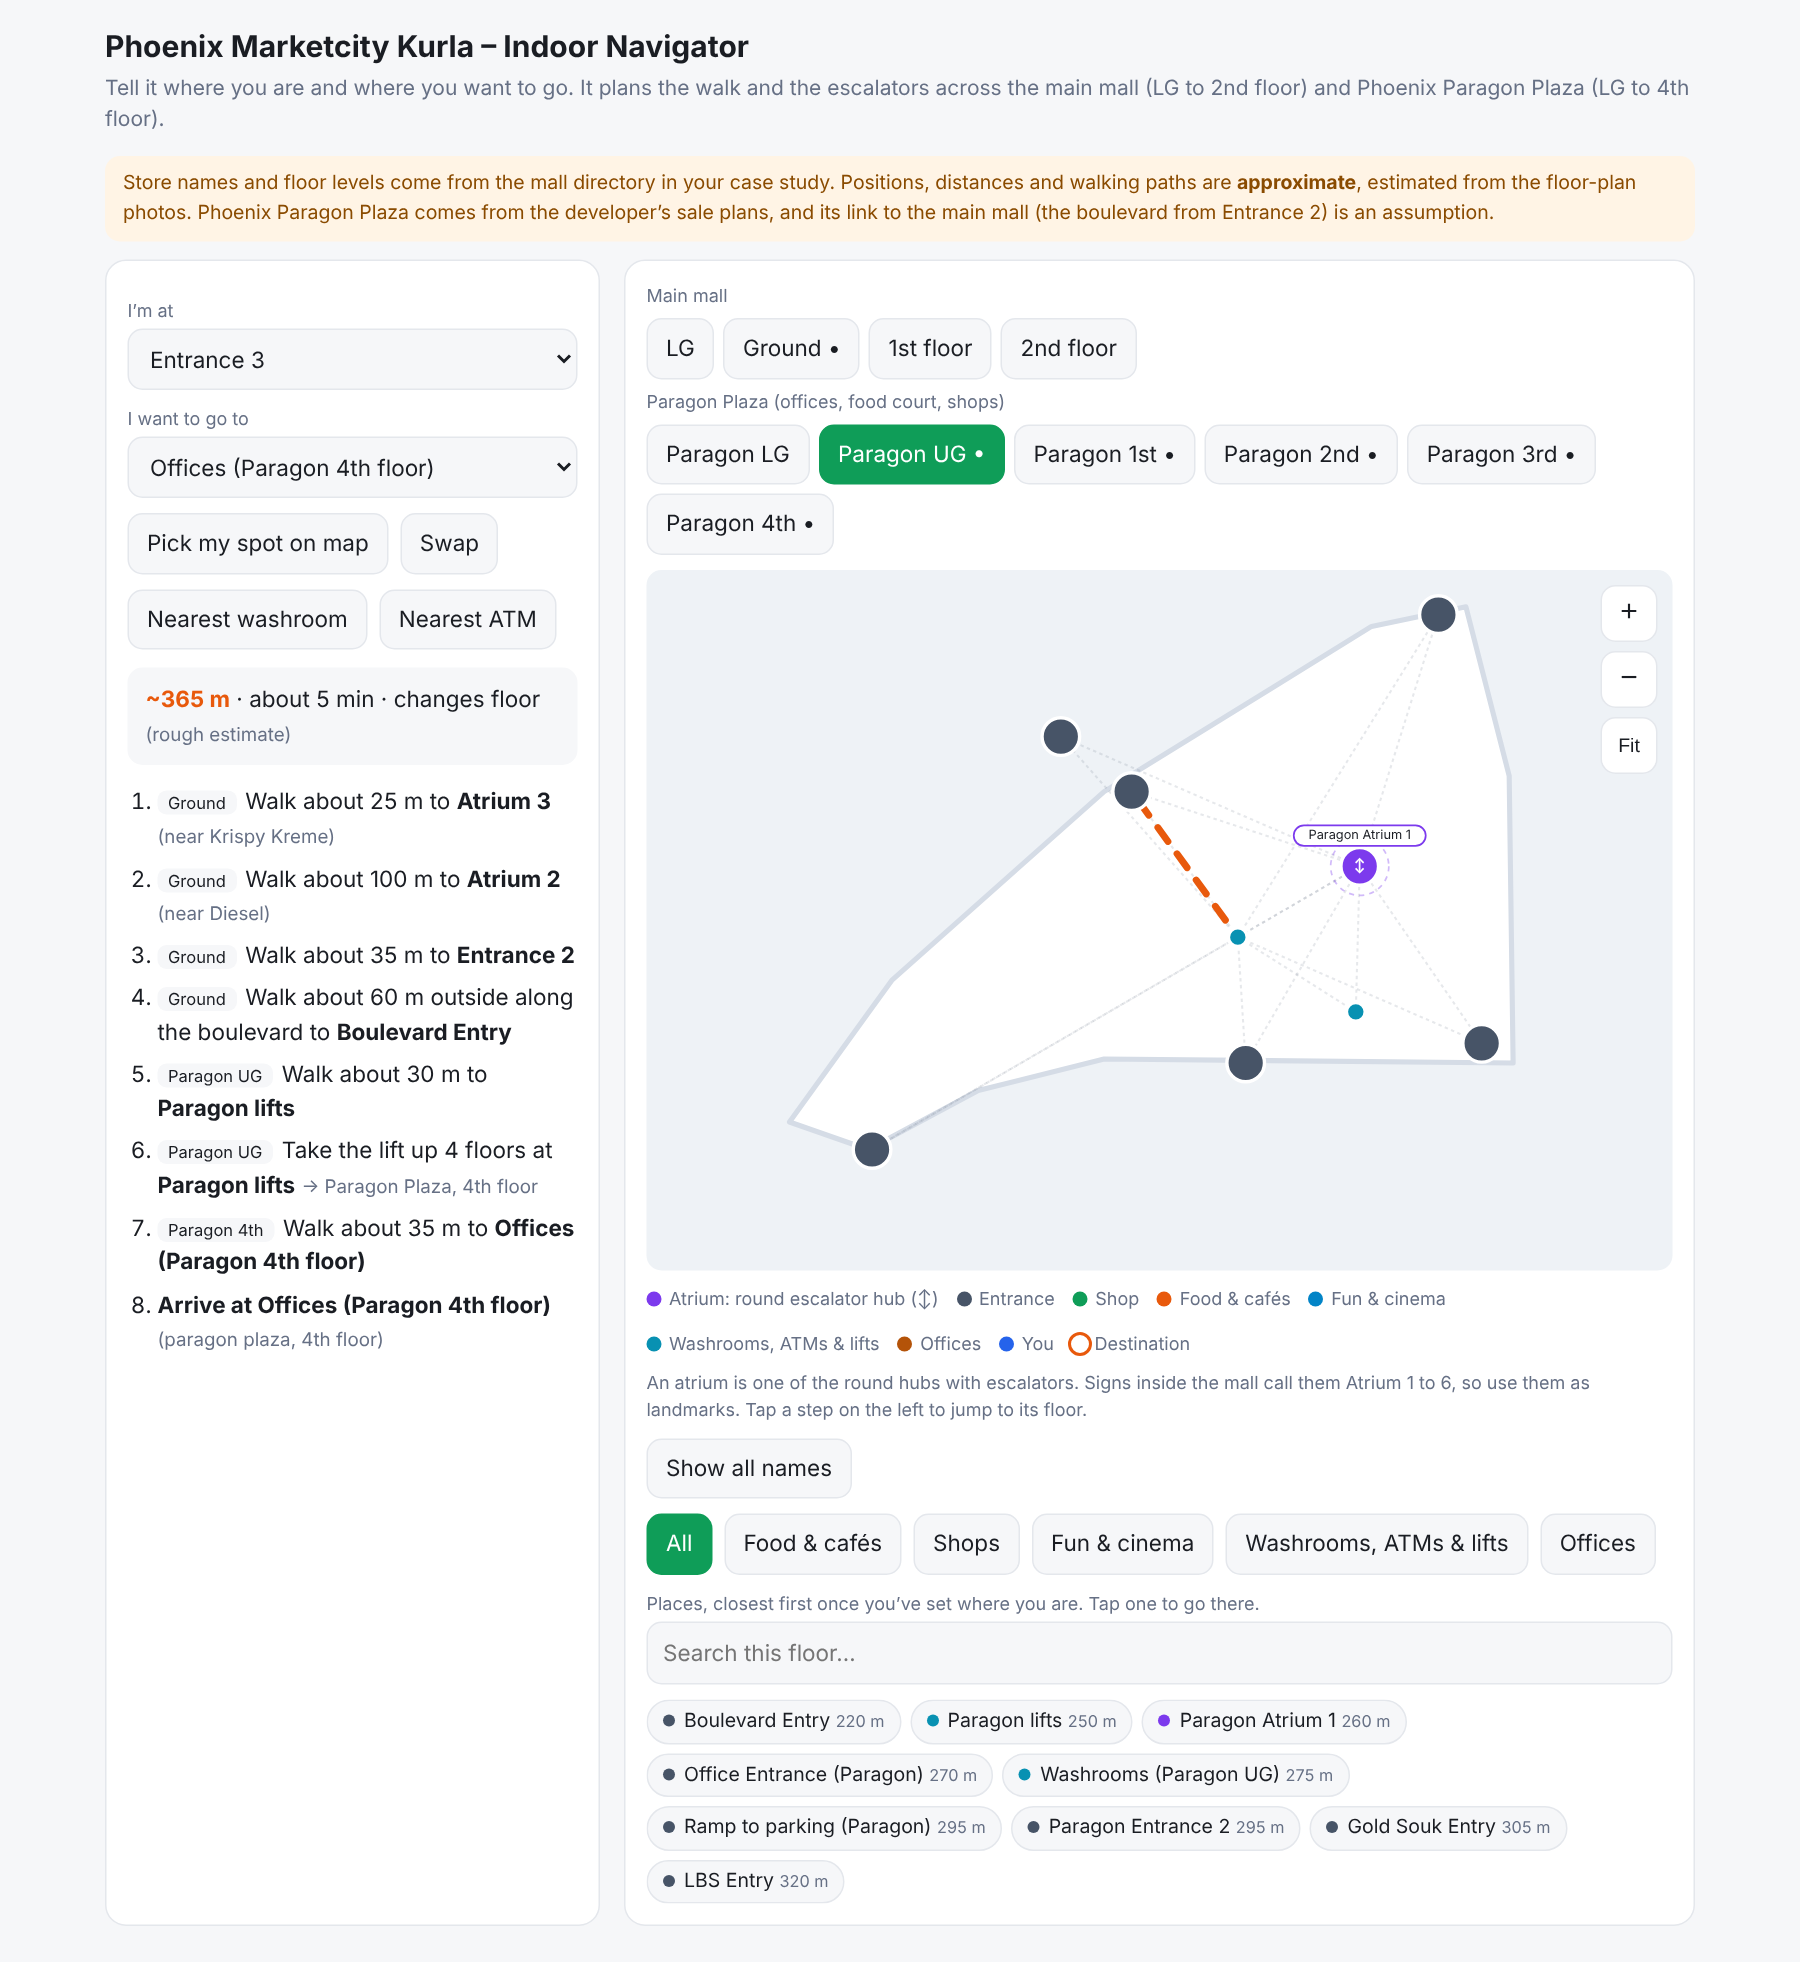 Phoenix Marketcity Kurla – Indoor Navigator
Tell it where you are and where you want to go. It plans the walk and the escalators across the main mall (LG to 2nd floor) and Phoenix Paragon Plaza (LG to 4th
floor).
Store names and floor levels come from the mall directory in your case study. Positions, distances and walking paths are approximate, estimated from the floor-plan
photos. Phoenix Paragon Plaza comes from the developer’s sale plans, and its link to the main mall (the boulevard from Entrance 2) is an assumption.
I’m at
Entrance 3
I want to go to
Offices (Paragon 4th floor)
Pick my spot on map
Swap
Nearest washroom
Nearest ATM
~365 m · about 5 min · changes floor
(rough estimate)
1. Ground Walk about 25 m to Atrium 3
(near Krispy Kreme)
2. Ground Walk about 100 m to Atrium 2
(near Diesel)
3. Ground Walk about 35 m to Entrance 2
4. Ground Walk about 60 m outside along
the boulevard to Boulevard Entry
5. Paragon UG Walk about 30 m to
Paragon lifts
6. Paragon UG Take the lift up 4 floors at
Paragon lifts → Paragon Plaza, 4th floor
7. Paragon 4th Walk about 35 m to Offices
(Paragon 4th floor)
8. Arrive at Offices (Paragon 4th floor)
(paragon plaza, 4th floor)
Main mall
LG
Ground •
1st floor
2nd floor
Paragon Plaza (offices, food court, shops)
Paragon LG
Paragon UG •
Paragon 1st •
Paragon 2nd •
Paragon 3rd •
Paragon 4th •
+
−
Fit
Paragon Atrium 1
↕
Atrium: round escalator hub (↕)
Entrance
Shop
Food & cafés
Fun & cinema
Washrooms, ATMs & lifts
Offices
You
Destination
An atrium is one of the round hubs with escalators. Signs inside the mall call them Atrium 1 to 6, so use them as
landmarks. Tap a step on the left to jump to its floor.
Show all names
All
Food & cafés
Shops
Fun & cinema
Washrooms, ATMs & lifts
Offices
Places, closest first once you’ve set where you are. Tap one to go there.
Search this floor…
Boulevard Entry 220 m
Paragon lifts 250 m
Paragon Atrium 1 260 m
Office Entrance (Paragon) 270 m
Washrooms (Paragon UG) 275 m
Ramp to parking (Paragon) 295 m
Paragon Entrance 2 295 m
Gold Souk Entry 305 m
LBS Entry 320 m